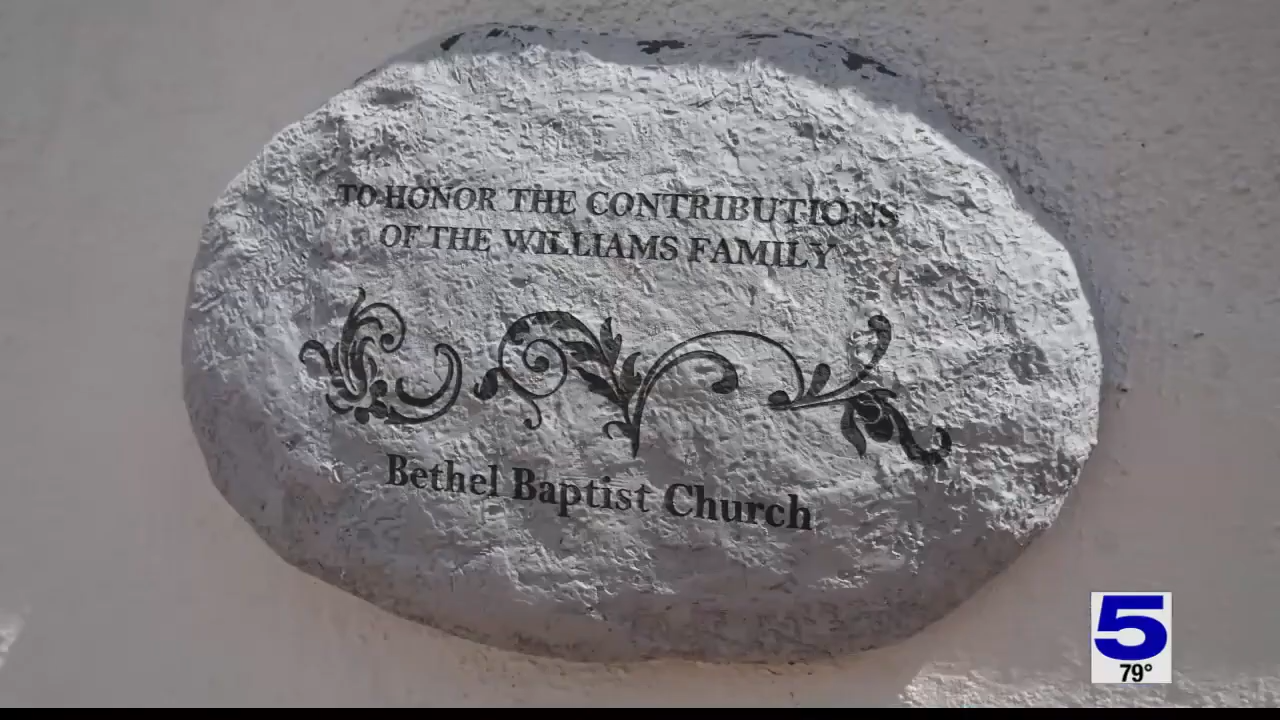 TO HONOR THE CONTRIBUTIONS
OF THE WILLIAMS FAMILY
Bethel Baptist Church
5
79°